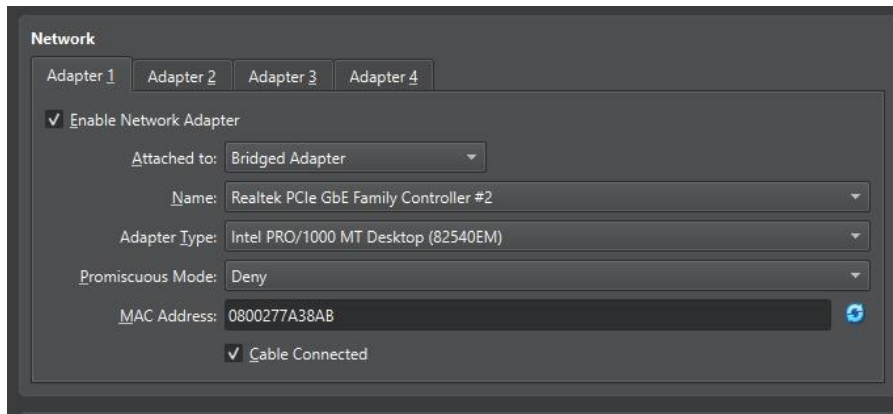 Network
Adapter 1 Adapter 2 Adapter 3 Adapter 4
Enable Network Adapter
Attached to: Bridged Adapter
Name: Realtek PCIe GbE Family Controller #2
Adapter Type: Intel PRO/1000 MT Desktop (82540EM)
Promiscuous Mode: Deny
MAC Address: 0800277A38AB
Cable Connected